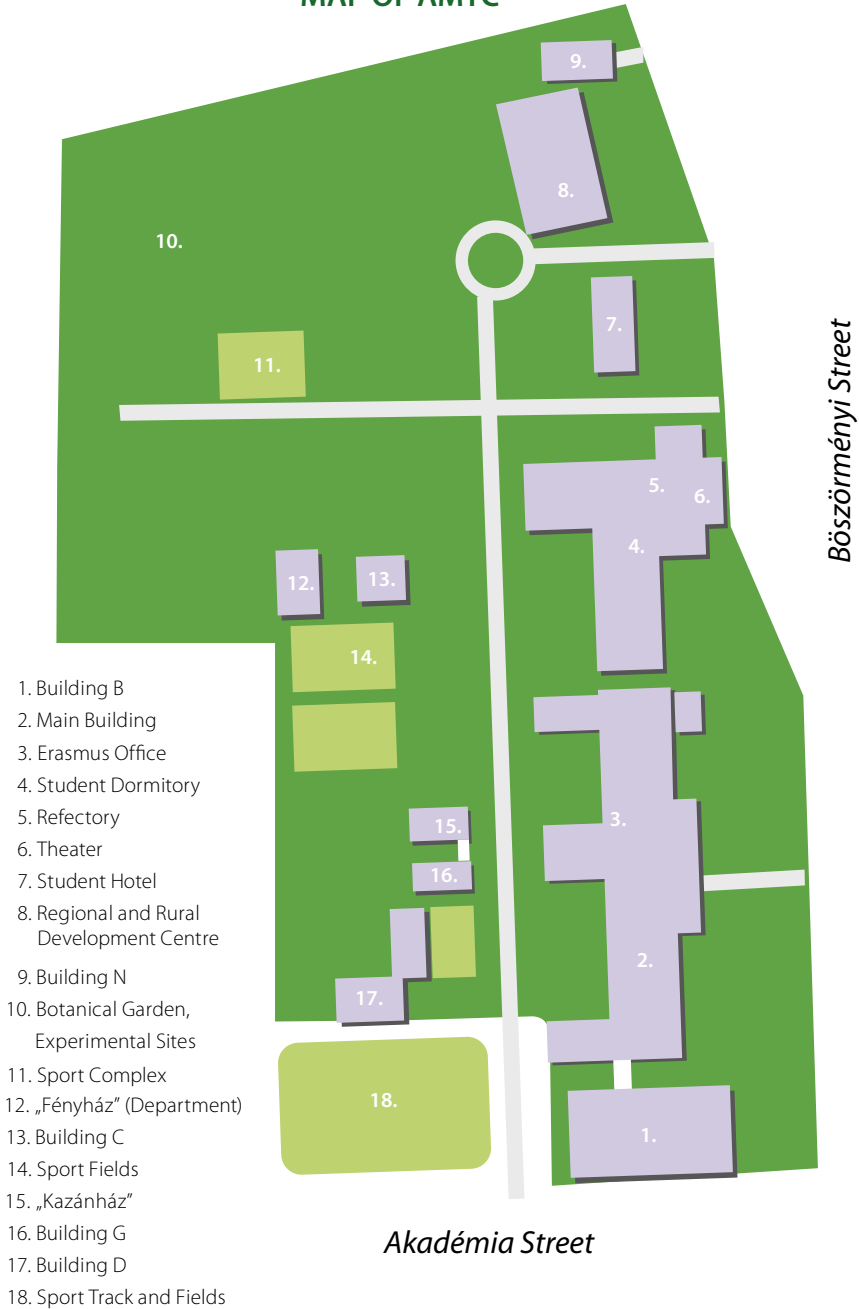 MAP OF AMTC
9.
8.
10.
7.
11.
5.
6.
4.
12.
13.
14.
15.
3.
16.
2.
17.
18.
1.
Böszörményi Street
Akadémia Street
1. Building B
2. Main Building
3. Erasmus Office
4. Student Dormitory
5. Refectory
6. Theater
7. Student Hotel
8. Regional and Rural
Development Centre
9. Building N
10. Botanical Garden,
Experimental Sites
11. Sport Complex
12. „Fényház” (Department)
13. Building C
14. Sport Fields
15. „Kazánház”
16. Building G
17. Building D
18. Sport Track and Fields